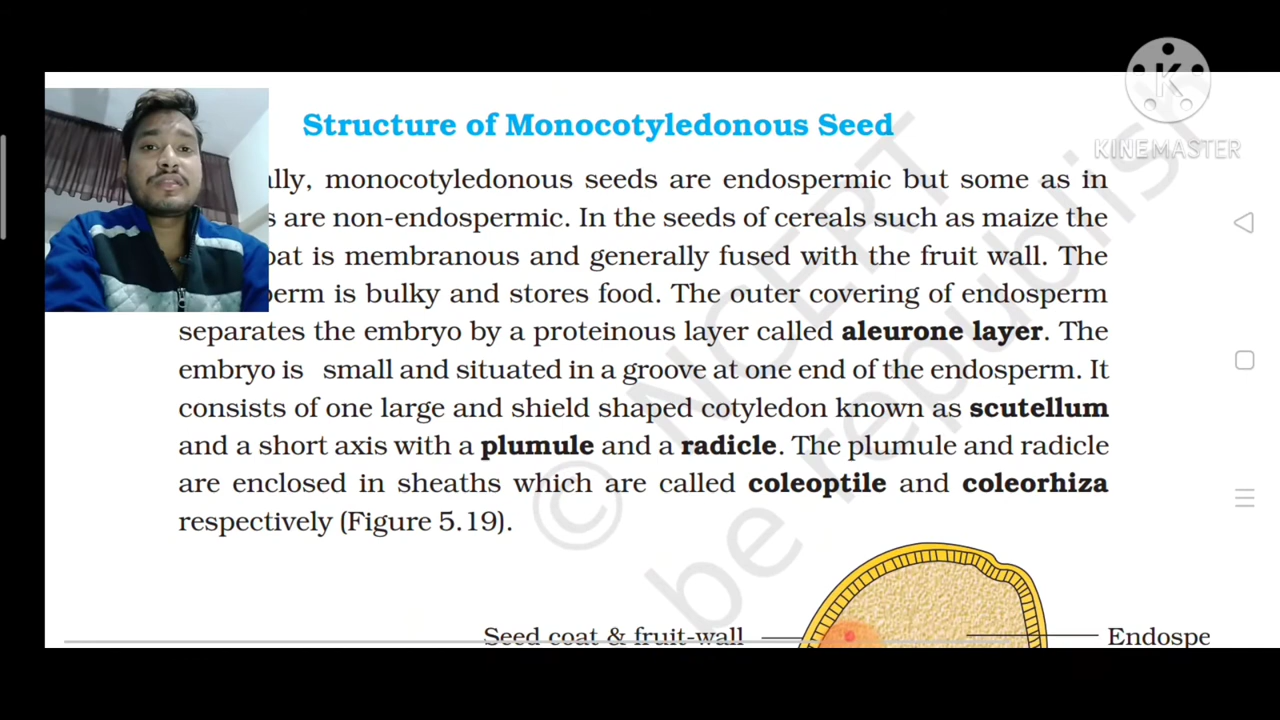 KINEMASTER
Structure of Monocotyledonous Seed
lly, monocotyledonous seeds are endospermic but some as in
s are non-endospermic. In the seeds of cereals such as maize the
oat is membranous and generally fused with the fruit wall. The
perm is bulky and stores food. The outer covering of endosperm
separates the embryo by a proteinous layer called aleurone layer. The
embryo is small and situated in a groove at one end of the endosperm. It
consists of one large and shield shaped cotyledon known as scutellum
and a short axis with a plumule and a radicle. The plumule and radicle
are enclosed in sheaths which are called coleoptile and coleorhiza
respectively (Figure 5.19).
© NCERT
be republis
Seed coat & fruit-wall
Endospe